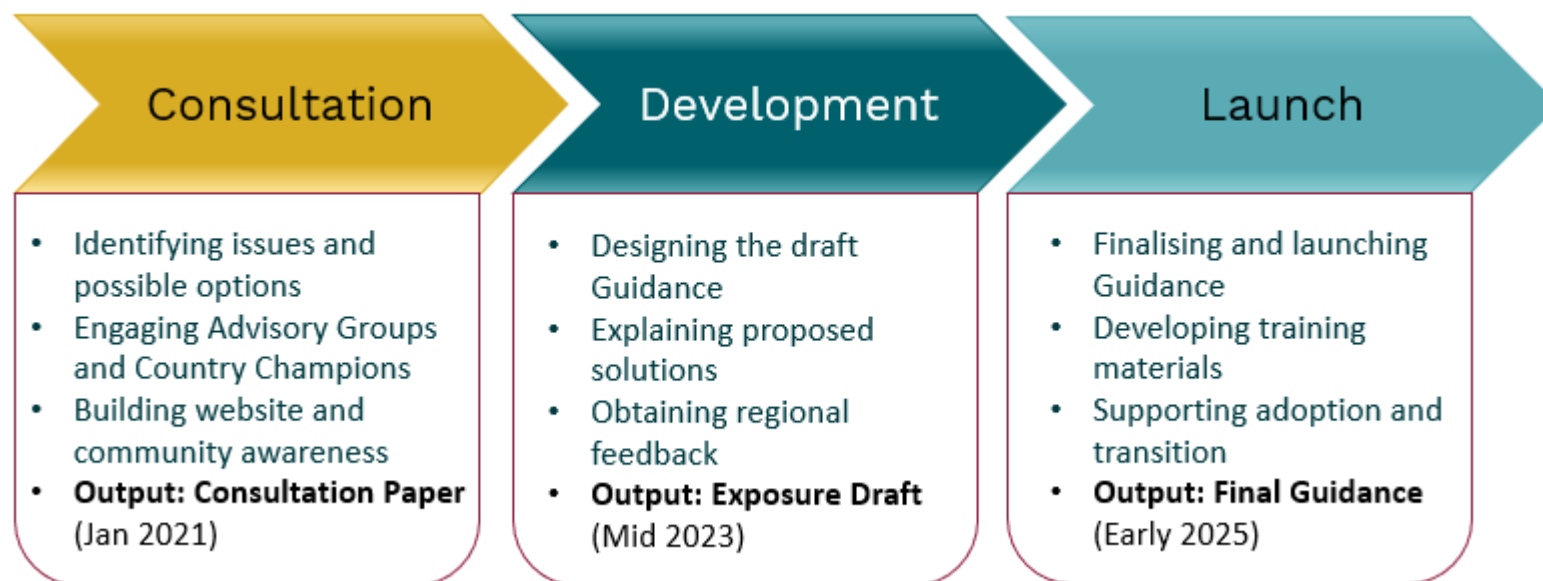 Consultation
• Identifying issues and
possible options
• Engaging Advisory Groups
and Country Champions
• Building website and
community awareness
• Output: Consultation Paper
(Jan 2021)
Development
• Designing the draft
Guidance
• Explaining proposed
solutions
• Obtaining regional
feedback
• Output: Exposure Draft
(Mid 2023)
Launch
• Finalising and launching
Guidance
• Developing training
materials
• Supporting adoption and
transition
• Output: Final Guidance
(Early 2025)